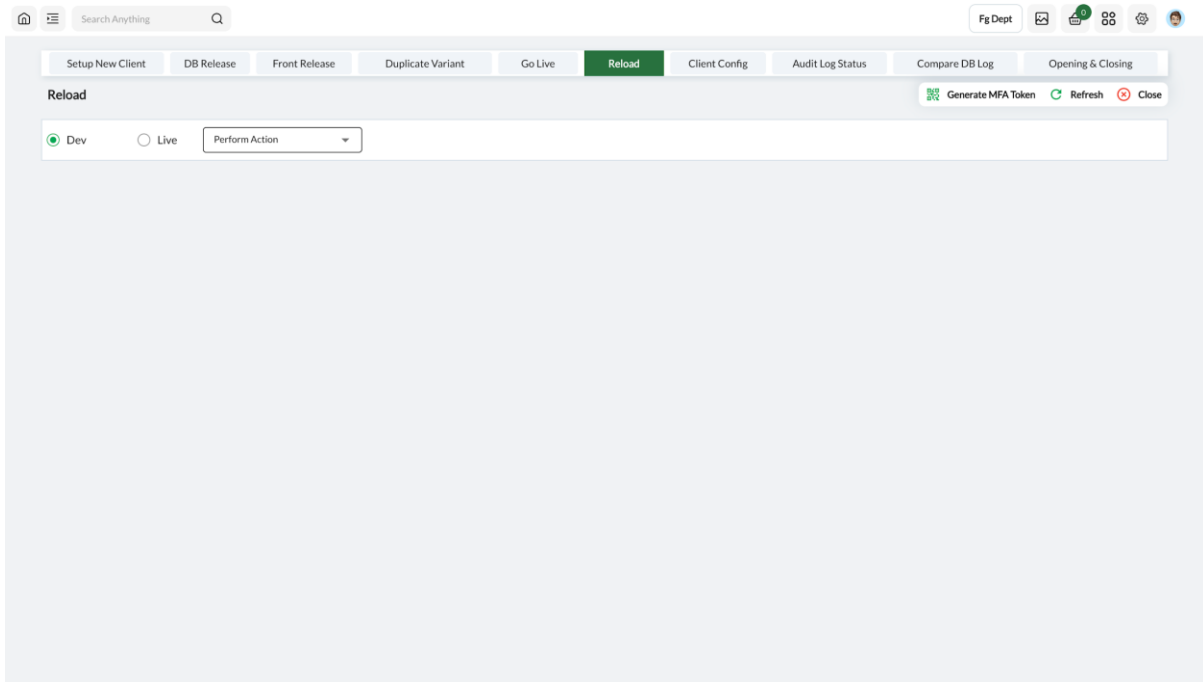 Search Anything
Fg Dept
0
Setup New Client
DB Release
Front Release
Duplicate Variant
Go Live
Reload
Client Config
Audit Log Status
Compare DB Log
Opening & Closing
Reload
Generate MFA Token
Refresh
Close
Dev
Live
Perform Action